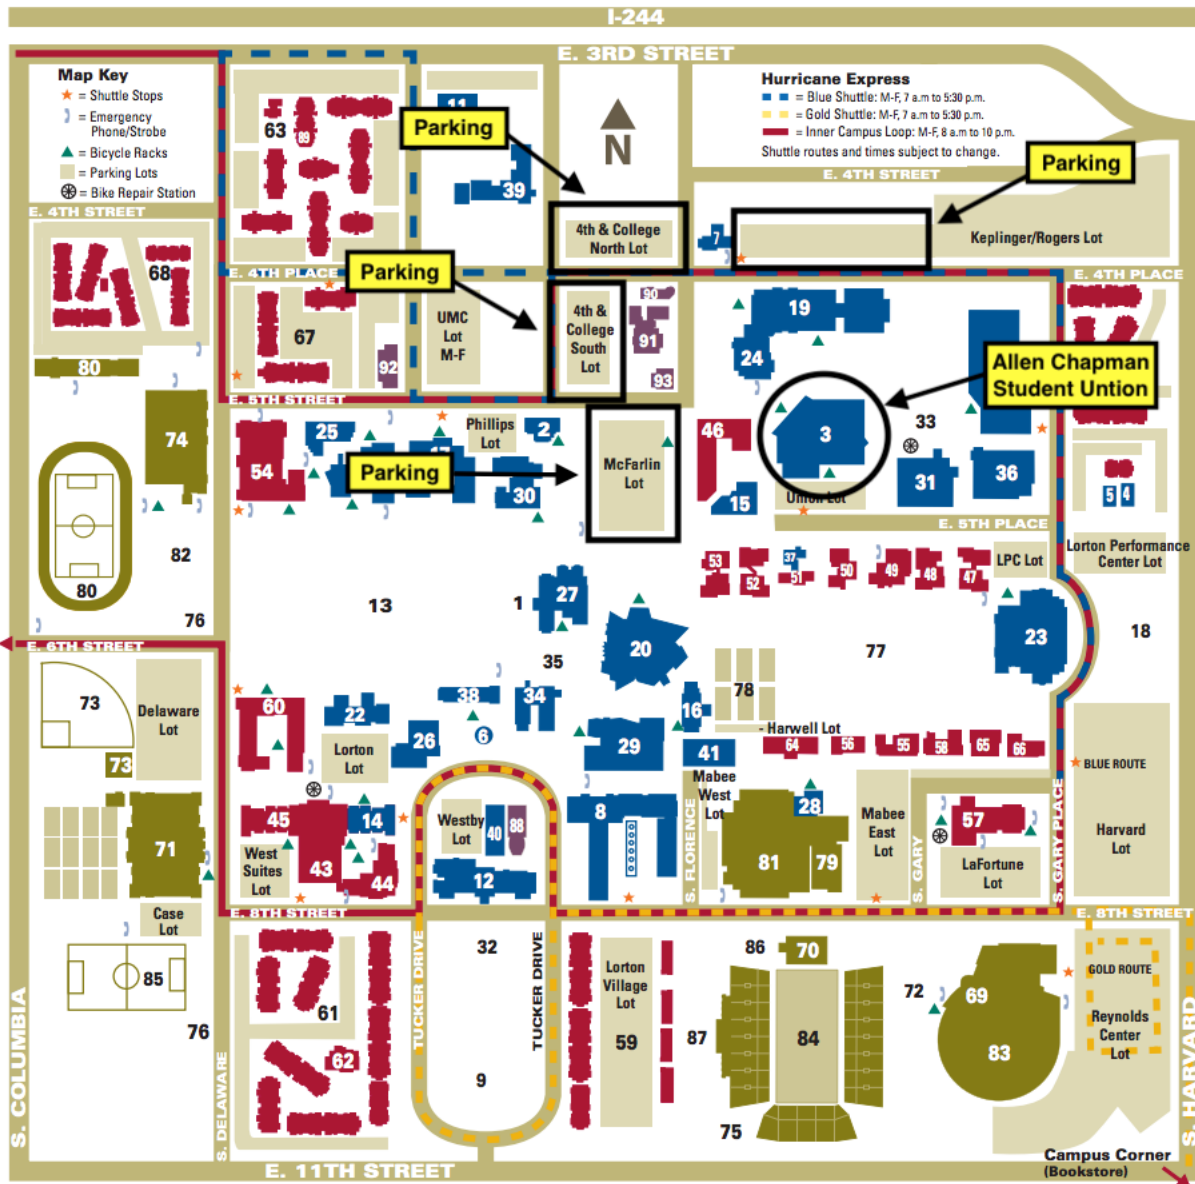 I-244
E. 3RD STREET
Map Key
= Shuttle Stops
= Emergency
Phone/Strobe
= Bicycle Racks
= Parking Lots
= Bike Repair Station
Hurricane Express
= Blue Shuttle: M-F, 7 a.m to 5:30 p.m.
= Gold Shuttle: M-F, 7 a.m to 5:30 p.m.
= Inner Campus Loop: M-F, 8 a.m to 10 p.m.
Shuttle routes and times subject to change.
N
63
89
11
Parking
39
Parking
E. 4TH STREET
E. 4TH STREET
4th & College
North Lot
7
Keplinger/Rogers Lot
68
E. 4TH PLACE
Parking
E. 4TH PLACE
67
UMC
Lot
M-F
4th &
College
South
Lot
90
91
93
92
19
24
Allen Chapman
Student Untion
80
E. 5TH STREET
74
54
25
Phillips
Lot
2
Parking
30
McFarlin
Lot
46
15
3
Union Lot
33
31
36
5
4
E. 5TH PLACE
Lorton Performance
Center Lot
LPC Lot
53
52
37
51
50
49
48
47
82
80
76
13
1
27
20
35
77
23
18
E. 6TH STREET
73
Delaware
Lot
73
60
22
38
34
6
26
Lorton
Lot
16
78
- Harwell Lot
29
41
64
56
55
58
65
66
BLUE ROUTE
Mabee
West
Lot
28
Mabee
East
Lot
57
LaFortune
Lot
Harvard
Lot
S. FLORENCE
S. GARY
S. GARY PLACE
71
45
43
14
44
West
Suites
Lot
Westby
Lot
40
88
12
8
81
79
Case
Lot
E. 8TH STREET
E. 8TH STREET
85
76
61
62
32
9
TUCKER DRIVE
TUCKER DRIVE
Lorton
Village
Lot
59
86
70
87
84
75
72
69
83
GOLD ROUTE
Reynolds
Center
Lot
S. COLUMBIA
S. DELAWARE
S. HARVARD
E. 11TH STREET
Campus Corner
(Bookstore)